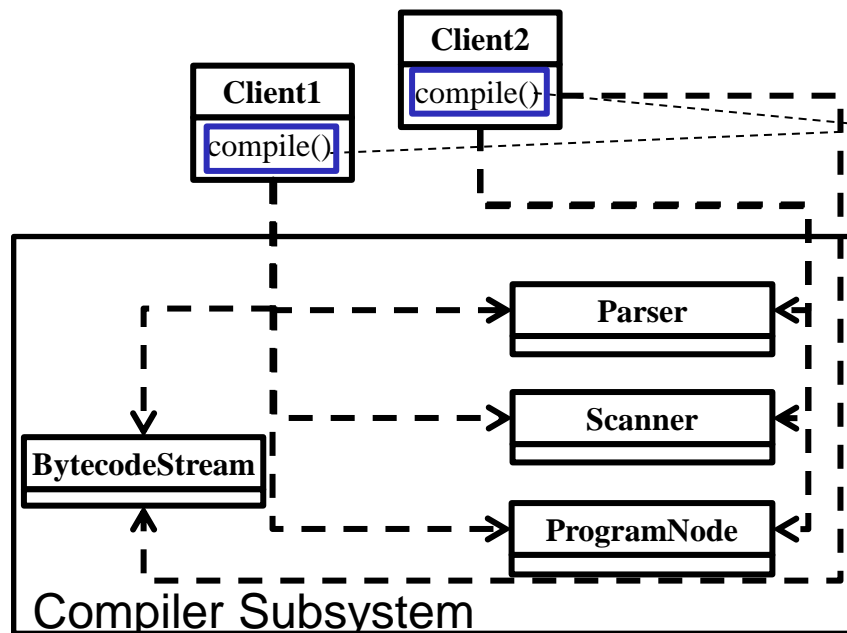 Client2
compile()
Client1
compile()
Parser
Scanner
BytecodeStream
ProgramNode
Compiler Subsystem